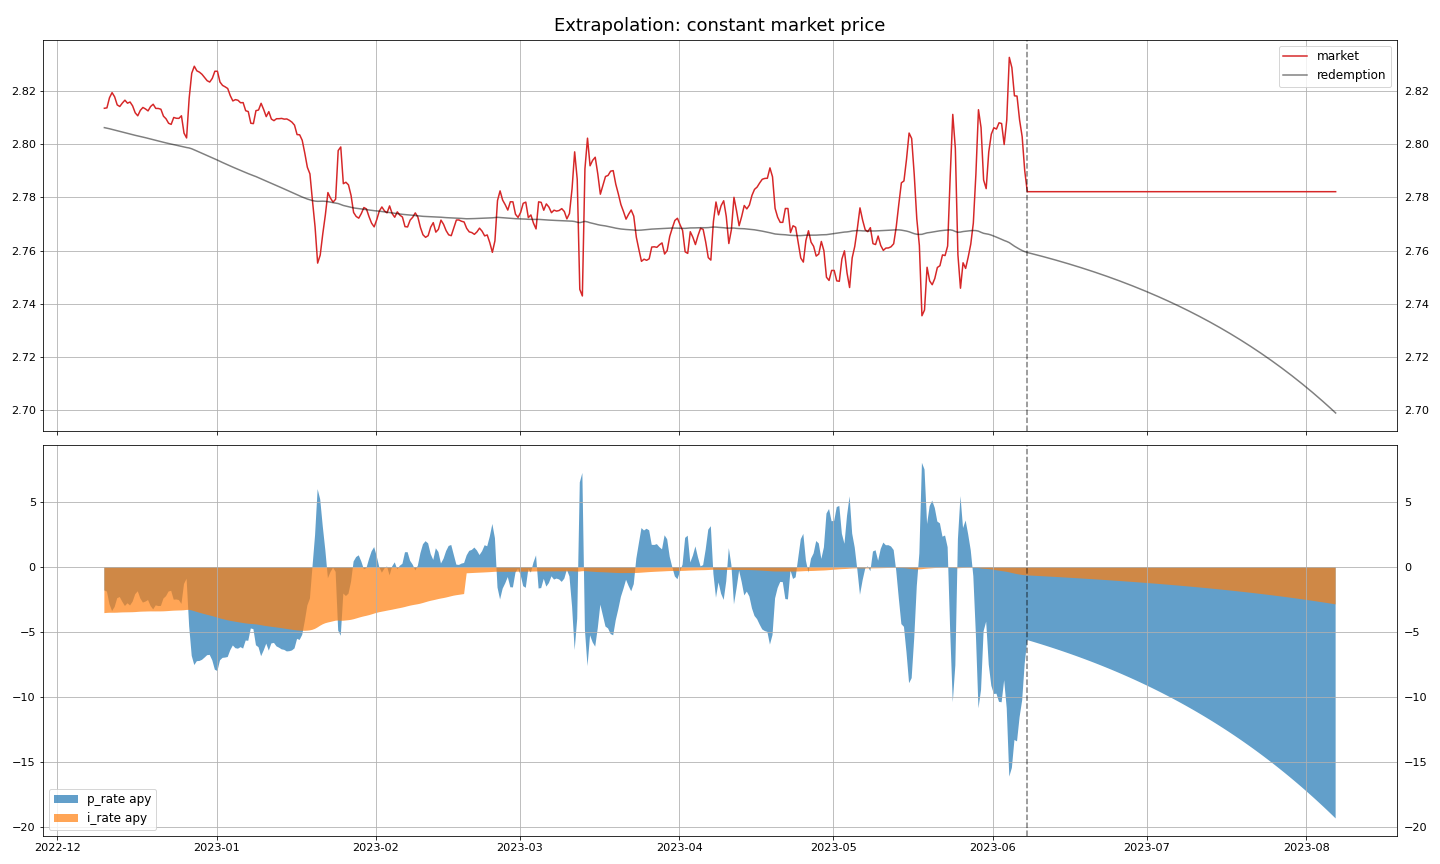 Extrapolation: constant market price
market
redemption
2.82 2.82
2.80 2.80
2.78 2.78
2.76 2.76
2.74 2.74
2.72 2.72
2.70 2.70
5 5
0 0
−5 −5
−10 −10
−15 −15
−20 −20
p_rate apy
i_rate apy
2022-12 2023-01 2023-02 2023-03 2023-04 2023-05 2023-06 2023-07 2023-08